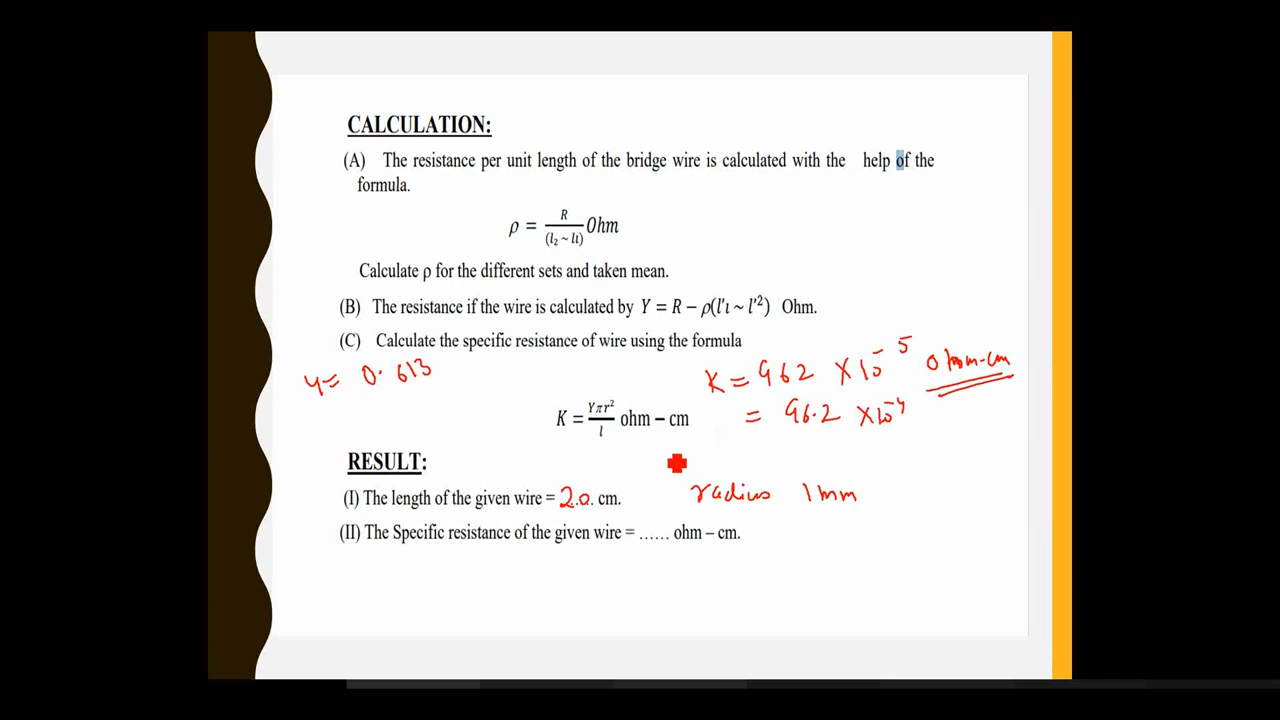 CALCULATION:
(A) The resistance per unit length of the bridge wire is calculated with the help of the
formula.
ρ = R/(l₂ ~ lı) Ohm
Calculate ρ for the different sets and taken mean.
(B) The resistance if the wire is calculated by Y = R − ρ(l'ı ~ l'²) Ohm.
(C) Calculate the specific resistance of wire using the formula
Y = 0.613
K = 962 × 10⁻⁵ Ohm-cm
K = Yπr²/l ohm – cm
= 96.2 × 10⁻⁴
RESULT:
(I) The length of the given wire = 20 cm.
radius 1mm
(II) The Specific resistance of the given wire = …… ohm – cm.